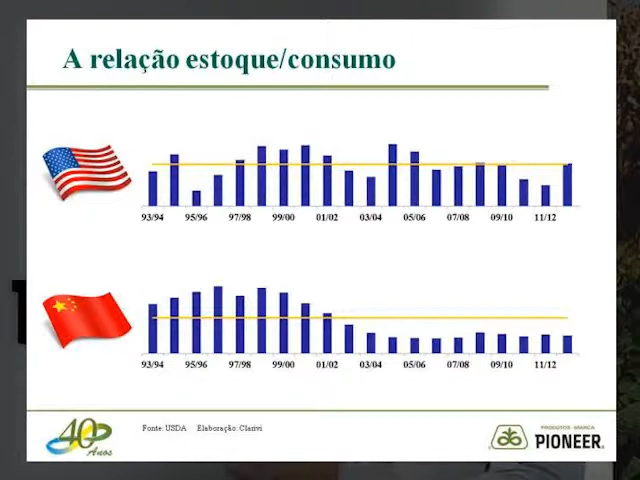 A relação estoque/consumo
93/94 95/96 97/98 99/00 01/02 03/04 05/06 07/08 09/10 11/12
93/94 95/96 97/98 99/00 01/02 03/04 05/06 07/08 09/10 11/12
40
Anos
Fonte: USDA Elaboração: Clarivi
PRODUTOS - MARCA
PIONEER